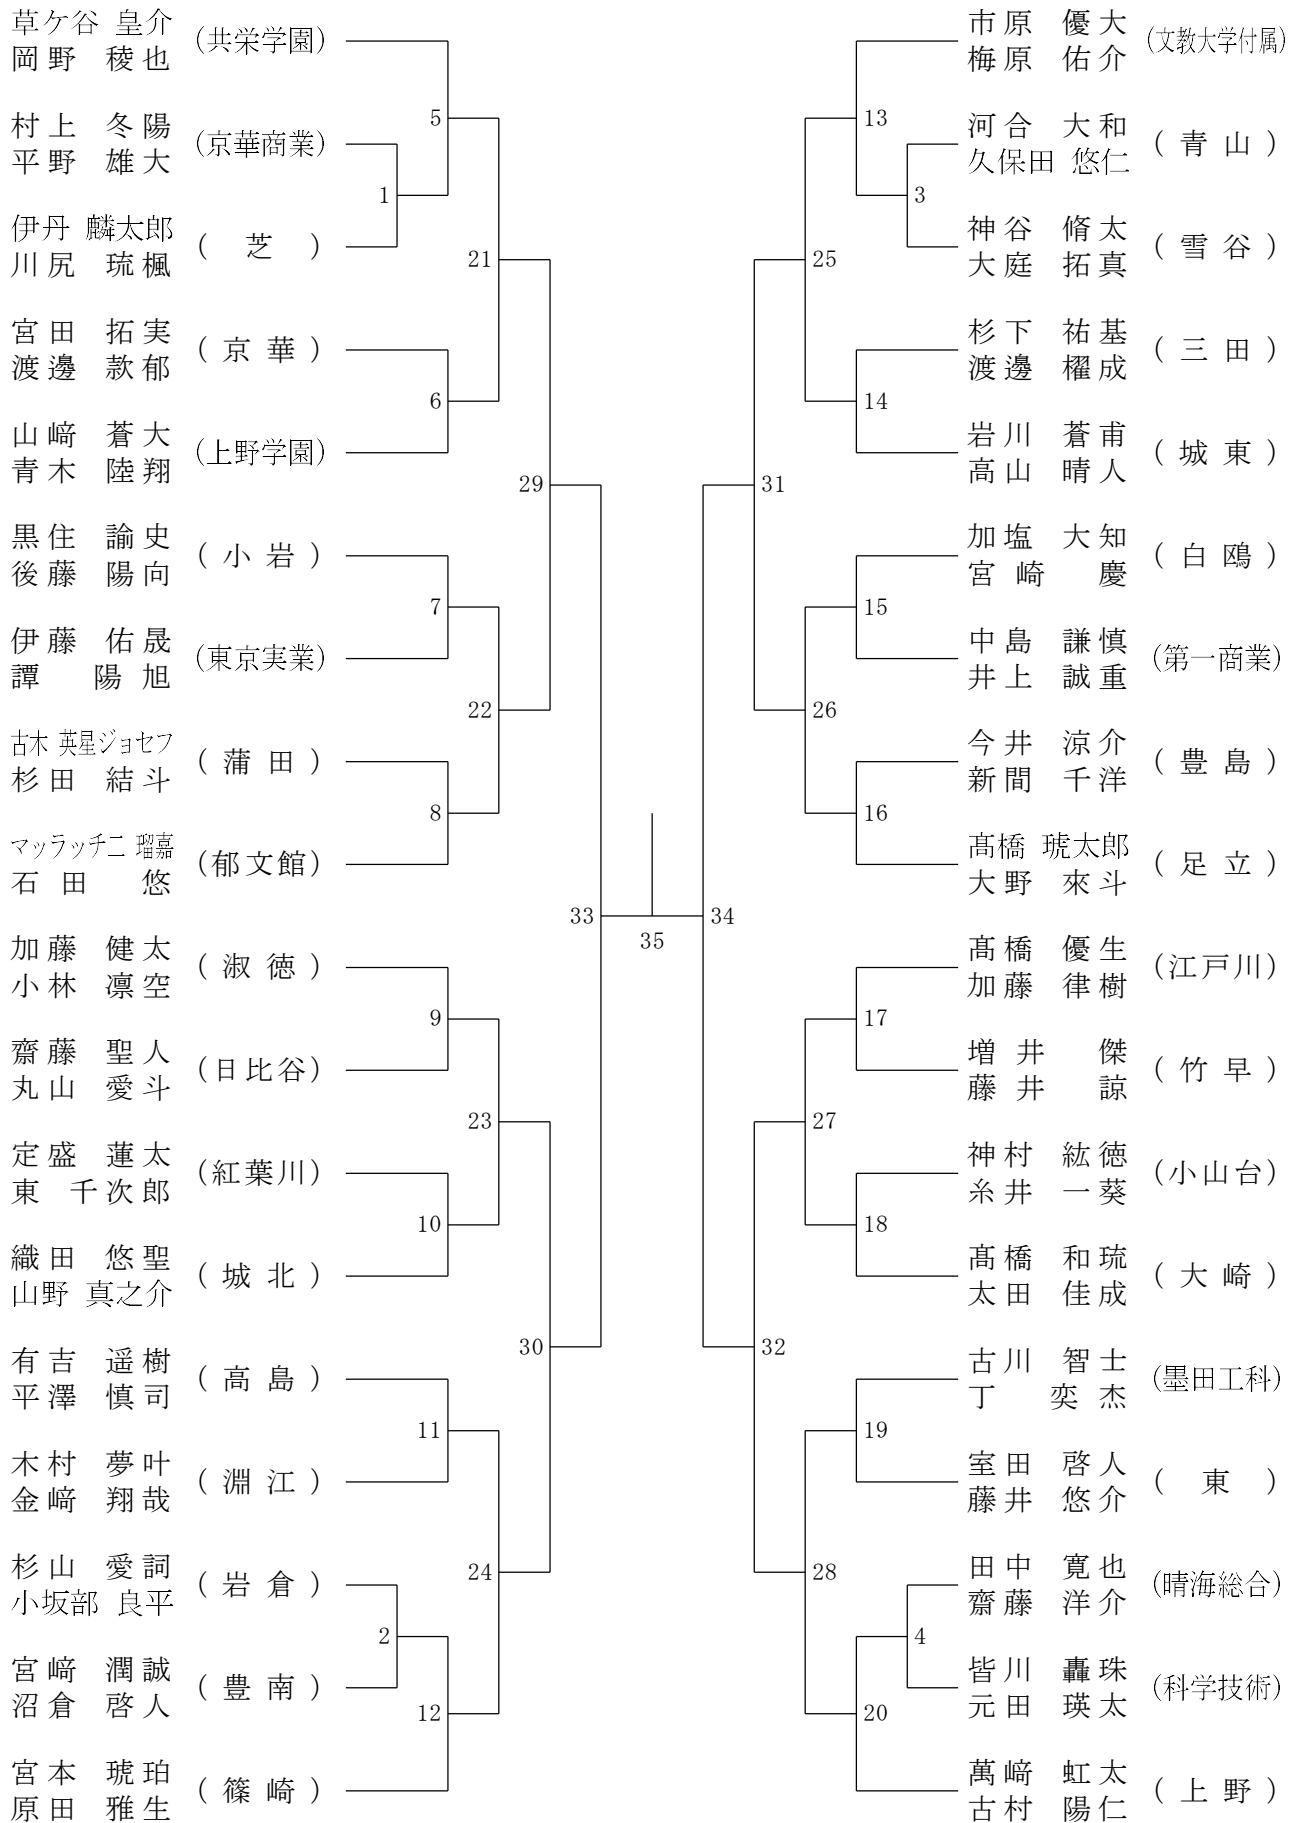 草ケ谷 皇介
岡野 稜也
(共栄学園)
村上 冬陽
平野 雄大
(京華商業)
伊丹 麟太郎
川尻 琉楓
(芝)
宮田 拓実
渡邊 款郁
(京華)
山﨑 蒼大
青木 陸翔
(上野学園)
黒住 諭史
後藤 陽向
(小岩)
伊藤 佑晟
譚 陽旭
(東京実業)
古木 英星ジョセフ
杉田 結斗
(蒲田)
マッラッチ二 瑠嘉
石田 悠
(郁文館)
加藤 健太
小林 凛空
(淑徳)
齋藤 聖人
丸山 愛斗
(日比谷)
定盛 蓮太
東 千次郎
(紅葉川)
織田 悠聖
山野 真之介
(城北)
有吉 遥樹
平澤 慎司
(高島)
木村 夢叶
金﨑 翔哉
(淵江)
杉山 愛詞
小坂部 良平
(岩倉)
宮﨑 潤誠
沼倉 啓人
(豊南)
宮本 琥珀
原田 雅生
(篠崎)
5
1
21
6
29
7
22
8
33
9
23
10
30
11
24
2
12
35
34
13
3
25
14
31
15
26
16
17
27
18
32
19
28
4
20
市原 優大
梅原 佑介
(文教大学付属)
河合 大和
久保田 悠仁
(青山)
神谷 脩太
大庭 拓真
(雪谷)
杉下 祐基
渡邊 櫂成
(三田)
岩川 蒼甫
高山 晴人
(城東)
加塩 大知
宮崎 慶
(白鴎)
中島 謙慎
井上 誠重
(第一商業)
今井 涼介
新間 千洋
(豊島)
髙橋 琥太郎
大野 來斗
(足立)
髙橋 優生
加藤 律樹
(江戸川)
増井 傑
藤井 諒
(竹早)
神村 紘徳
糸井 一葵
(小山台)
髙橋 和琉
太田 佳成
(大崎)
古川 智士
丁 奕杰
(墨田工科)
室田 啓人
藤井 悠介
(東)
田中 寛也
齋藤 洋介
(晴海総合)
皆川 轟珠
元田 瑛太
(科学技術)
萬﨑 虹太
古村 陽仁
(上野)